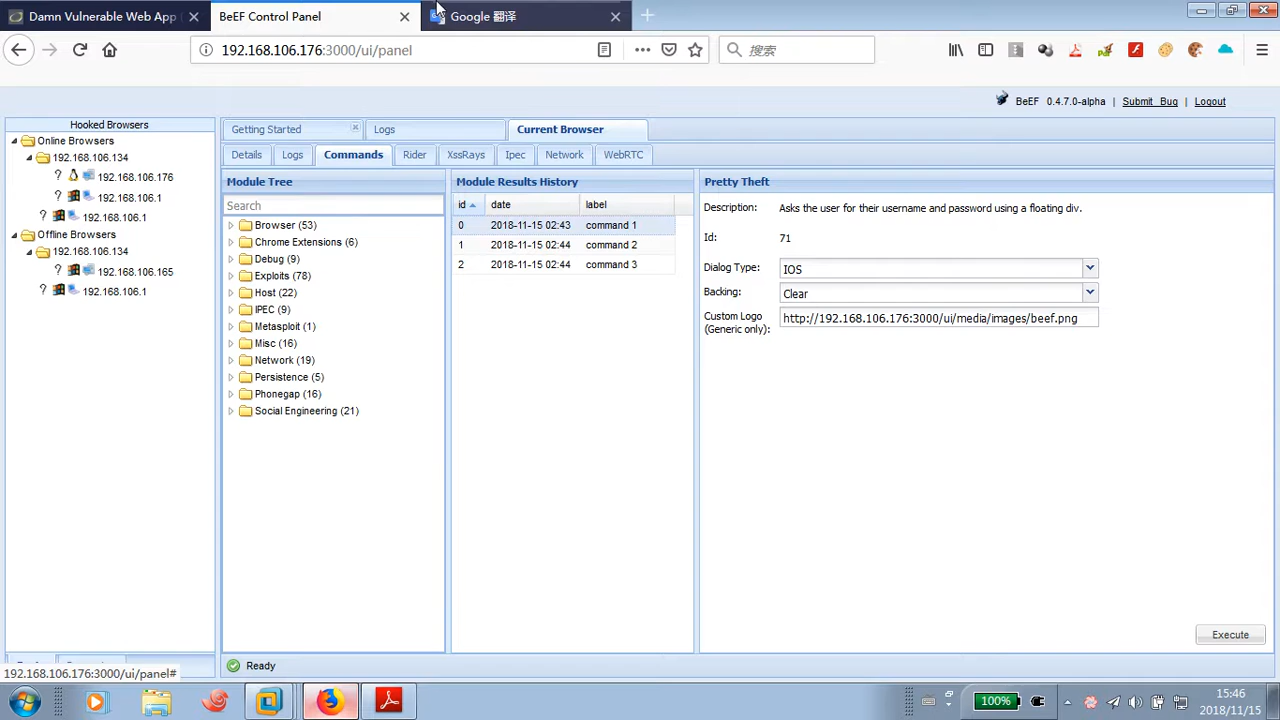 Damn Vulnerable Web App
BeEF Control Panel
Google 翻译
192.168.106.176:3000/ui/panel
搜索
BeEF 0.4.7.0-alpha | Submit Bug | Logout
Hooked Browsers
Online Browsers
192.168.106.134
? 192.168.106.176
? 192.168.106.1
? 192.168.106.1
Offline Browsers
192.168.106.134
? 192.168.106.165
? 192.168.106.1
Getting Started
Logs
Current Browser
Details
Logs
Commands
Rider
XssRays
Ipec
Network
WebRTC
Module Tree
Search
Browser (53)
Chrome Extensions (6)
Debug (9)
Exploits (78)
Host (22)
IPEC (9)
Metasploit (1)
Misc (16)
Network (19)
Persistence (5)
Phonegap (16)
Social Engineering (21)
Module Results History
id date label
0 2018-11-15 02:43 command 1
1 2018-11-15 02:44 command 2
2 2018-11-15 02:44 command 3
Pretty Theft
Description: Asks the user for their username and password using a floating div.
Id: 71
Dialog Type: IOS
Backing: Clear
Custom Logo
(Generic only):
http://192.168.106.176:3000/ui/media/images/beef.png
Execute
Ready
192.168.106.176:3000/ui/panel#
100%
15:46
2018/11/15